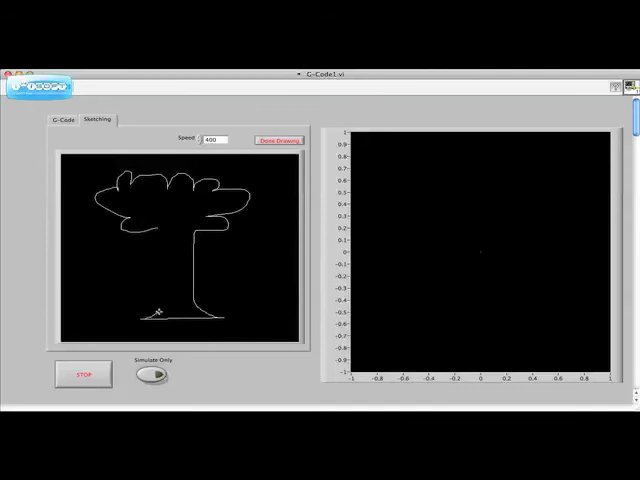 G-Code1.vi
G-Code
Sketching
Speed
400
Done Drawing
STOP
Simulate Only
1
0.9
0.8
0.7
0.6
0.5
0.4
0.3
0.2
0.1
0
-0.1
-0.2
-0.3
-0.4
-0.5
-0.6
-0.7
-0.8
-0.9
-1
-1 -0.8 -0.6 -0.4 -0.2 0 0.2 0.4 0.6 0.8 1